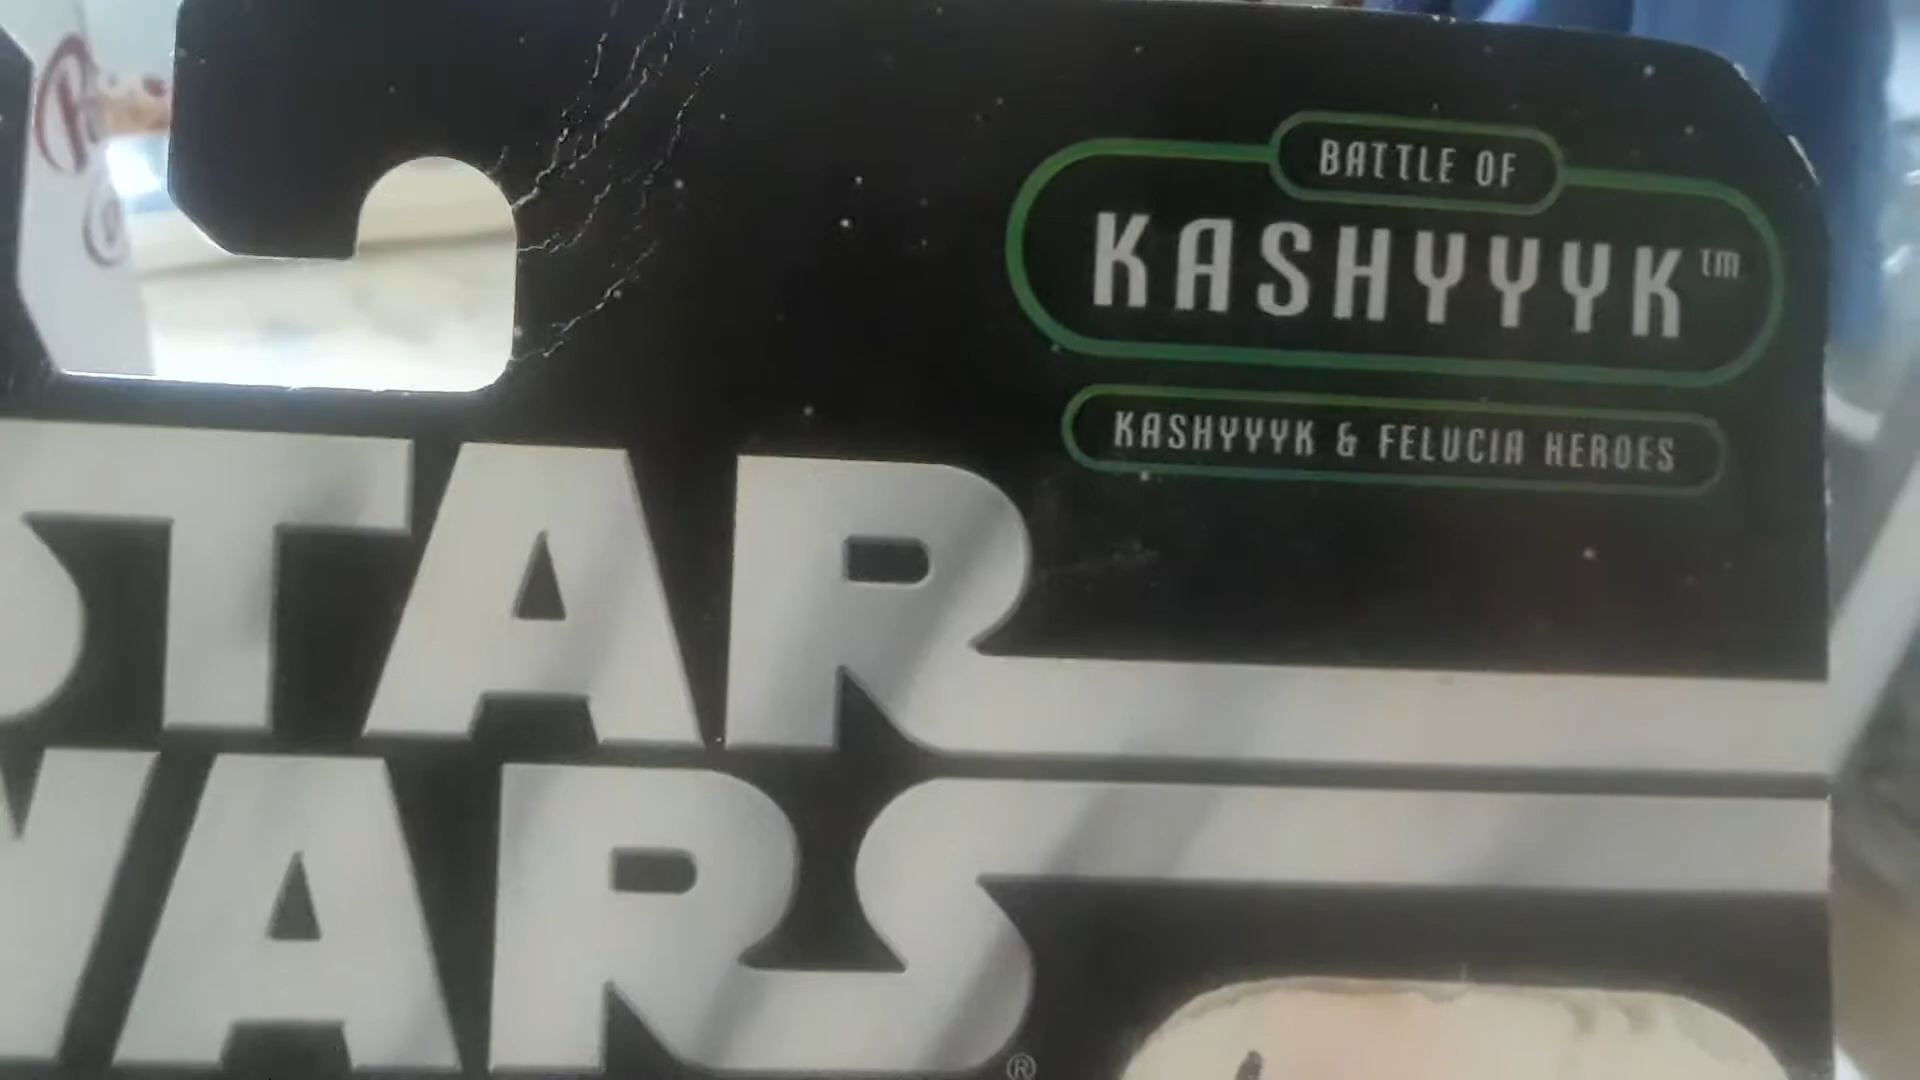 BATTLE OF
KASHYYYK™
KASHYYYK & FELUCIA HEROES
STAR
WARS
®